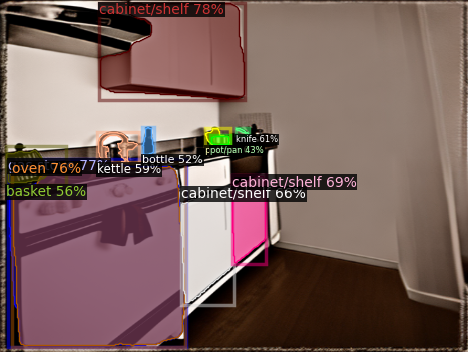 cabinet/shelf 78%
knife 61%
pot/pan 43%
bottle 52%
77%
oven 76%
kettle 59%
basket 56%
cabinet/shelf 69%
cabinet/shelf 66%